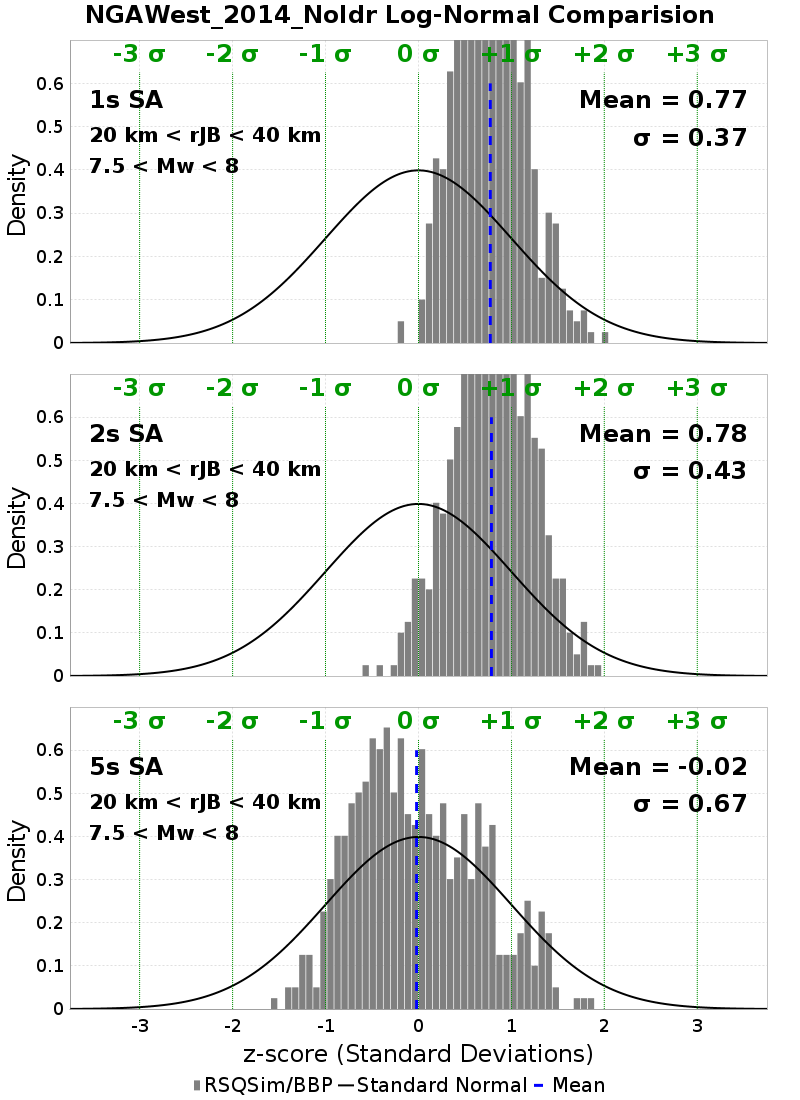 NGAWest_2014_NoIdr Log-Normal Comparision
-3 σ -2 σ -1 σ 0 σ +1 σ +2 σ +3 σ
1s SA
Mean = 0.77
20 km < rJB < 40 km
σ = 0.37
7.5 < Mw < 8
Density
0.6
0.5
0.4
0.3
0.2
0.1
0
-3 σ -2 σ -1 σ 0 σ +1 σ +2 σ +3 σ
2s SA
Mean = 0.78
20 km < rJB < 40 km
σ = 0.43
7.5 < Mw < 8
Density
0.6
0.5
0.4
0.3
0.2
0.1
0
-3 σ -2 σ -1 σ 0 σ +1 σ +2 σ +3 σ
5s SA
Mean = -0.02
20 km < rJB < 40 km
σ = 0.67
7.5 < Mw < 8
Density
0.6
0.5
0.4
0.3
0.2
0.1
0
-3 -2 -1 0 1 2 3
z-score (Standard Deviations)
RSQSim/BBP Standard Normal Mean